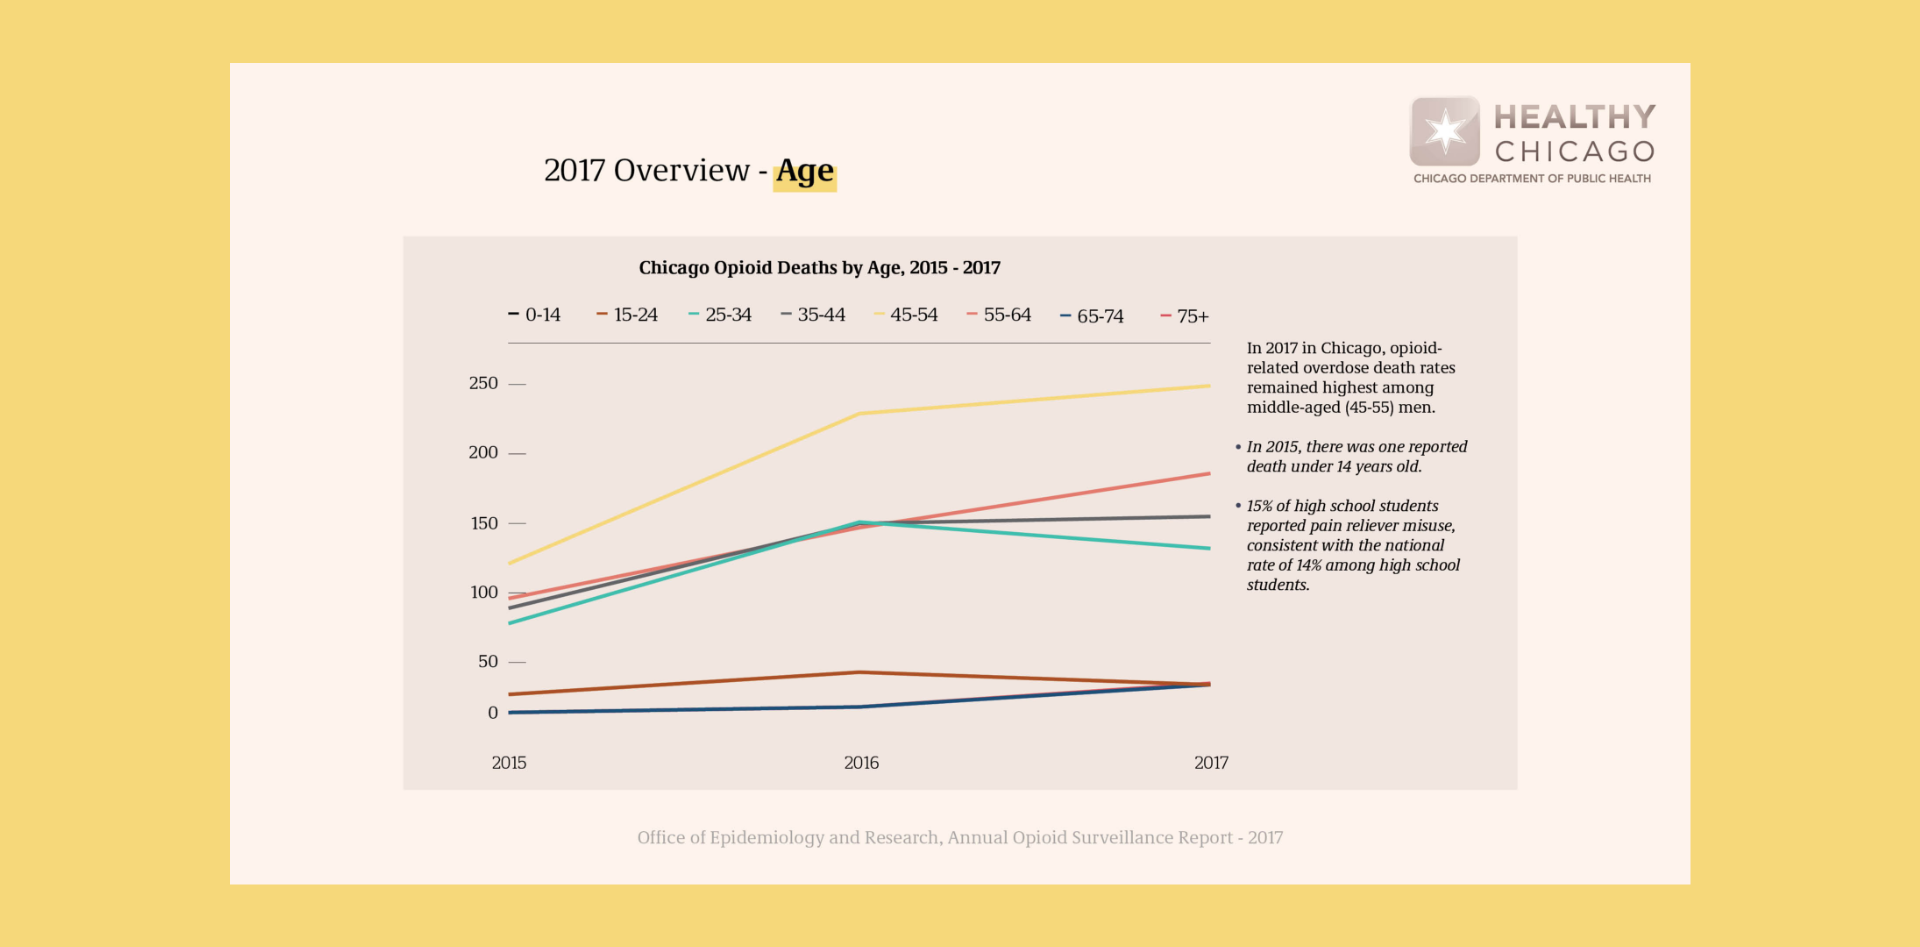 HEALTHY
CHICAGO
CHICAGO DEPARTMENT OF PUBLIC HEALTH
2017 Overview - Age
Chicago Opioid Deaths by Age, 2015 - 2017
0-14 15-24 25-34 35-44 45-54 55-64 65-74 75+
250
200
150
100
50
0
2015 2016 2017
In 2017 in Chicago, opioid-
related overdose death rates
remained highest among
middle-aged (45-55) men.
• In 2015, there was one reported
death under 14 years old.
• 15% of high school students
reported pain reliever misuse,
consistent with the national
rate of 14% among high school
students.
Office of Epidemiology and Research, Annual Opioid Surveillance Report - 2017